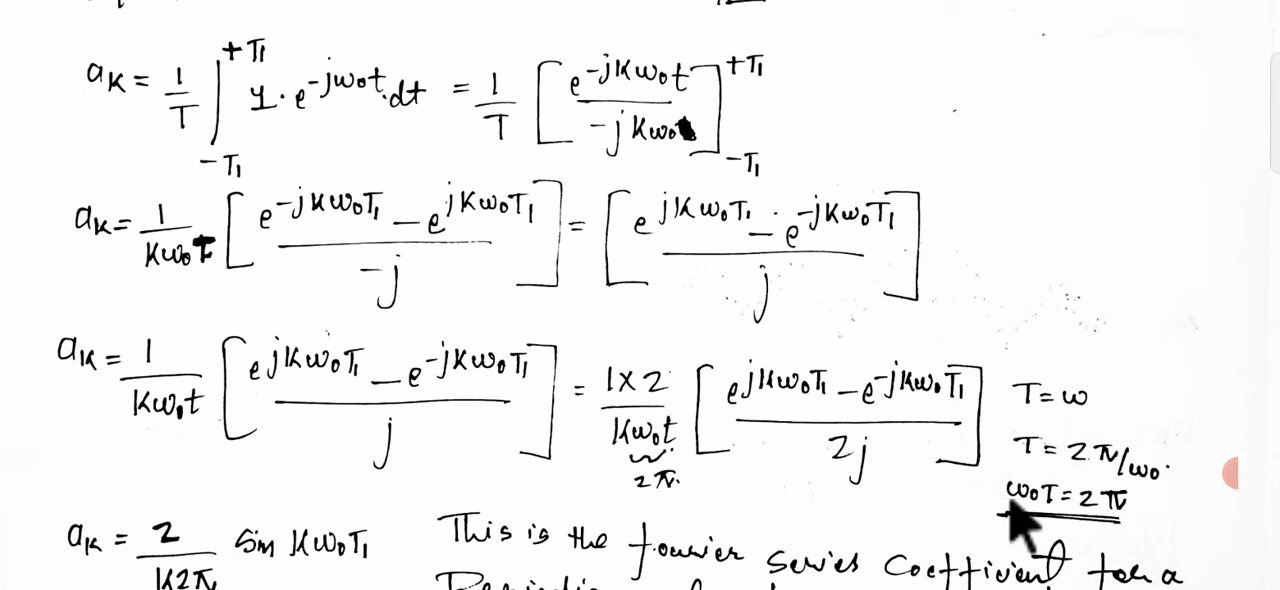 aK = 1/T ∫_{-T1}^{+T1} 1·e^{-jω0t}.dt = 1/T [e^{-jKω0t}/-jKω0]_{-T1}^{+T1}
aK = 1/Kω0T [e^{-jKω0T1} - e^{jKω0T1}/-j] = [e^{jKω0T1} - e^{-jKω0T1}/j]
aK = 1/Kω0t [e^{jKω0T1} - e^{-jKω0T1}/j] = 1×2/Kω0t [e^{jKω0T1} - e^{-jKω0T1}/2j] T = ω
2π. T = 2π/ω0.
ω0T = 2π
aK = 2/K2π Sin Kω0T1 This is the fourier series Coefficient for a